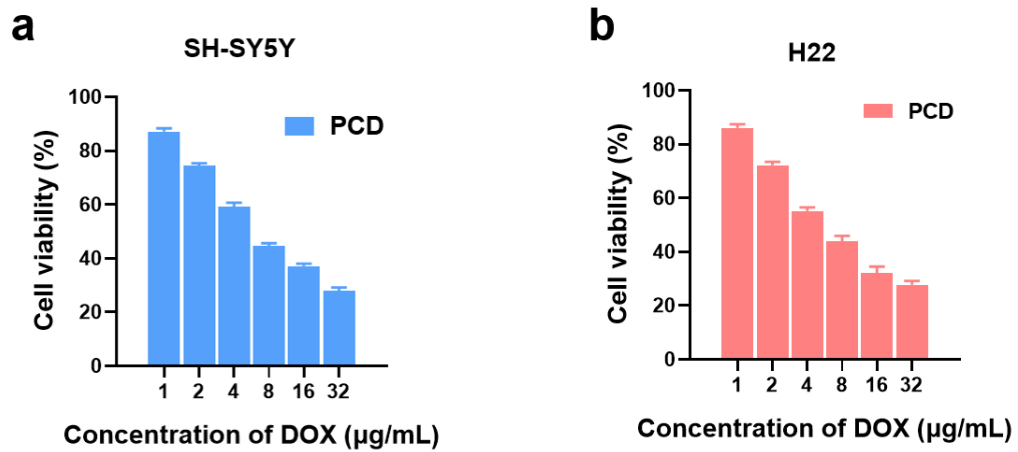 a
SH-SY5Y
PCD
Cell viability (%)
100
80
60
40
20
0
1 2 4 8 16 32
Concentration of DOX (µg/mL)
b
H22
PCD
Cell viability (%)
100
80
60
40
20
0
1 2 4 8 16 32
Concentration of DOX (µg/mL)